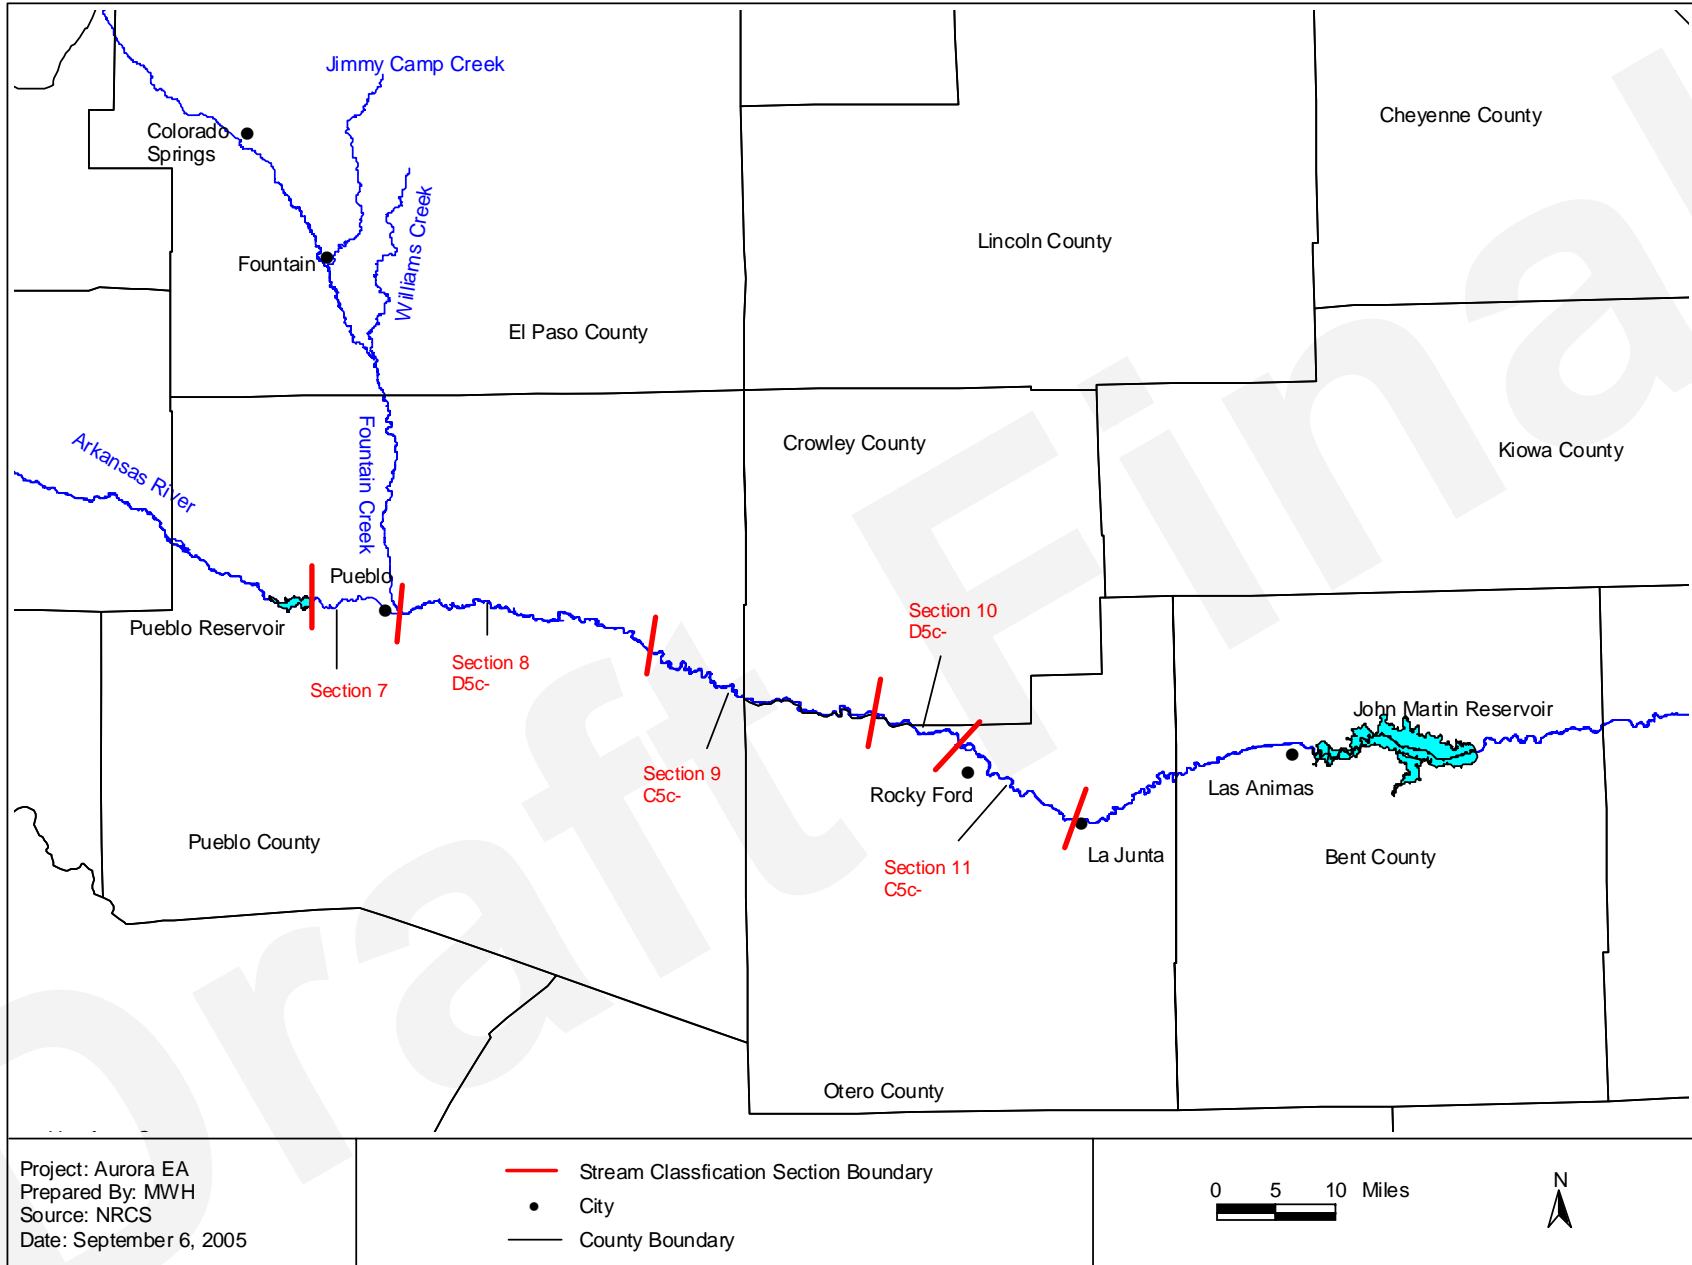 Jimmy Camp Creek
Cheyenne County
Colorado
Springs
Williams Creek
Lincoln County
Fountain
El Paso County
Fountain Creek
Arkansas River
Crowley County
Kiowa County
Pueblo
Section 10
D5c-
Pueblo Reservoir
Section 8
D5c-
Section 7
John Martin Reservoir
Section 9
C5c-
Rocky Ford
Las Animas
Pueblo County
La Junta
Bent County
Section 11
C5c-
Otero County
Draft Final
Project: Aurora EA
Prepared By: MWH
Source: NRCS
Date: September 6, 2005
Stream Classfication Section Boundary
City
County Boundary
0 5 10 Miles
N